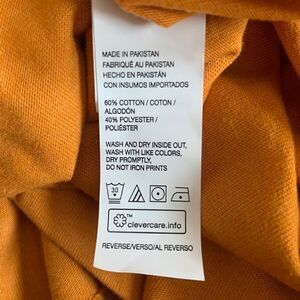 MADE IN PAKISTAN
FABRIQUÉ AU PAKISTAN
HECHO EN PAKISTÁN
CON INSUMOS IMPORTADOS
60% COTTON / COTON /
ALGODÓN
40% POLYESTER /
POLIÉSTER
WASH AND DRY INSIDE OUT,
WASH WITH LIKE COLORS,
DRY PROMPTLY,
DO NOT IRON PRINTS
30
™
clevercare.info
REVERSE/VERSO/AL REVERSO